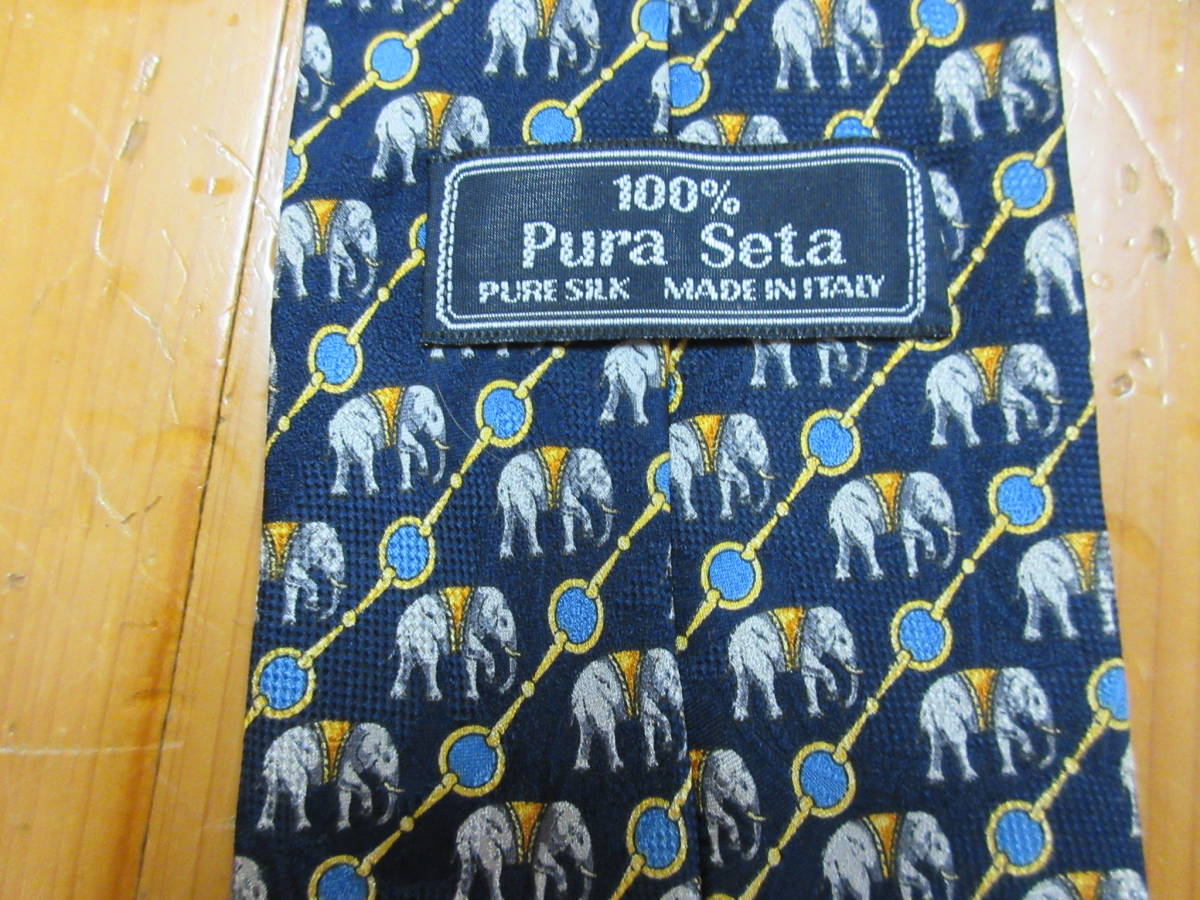 100%
Pura Seta
PURE SILK MADE IN ITALY